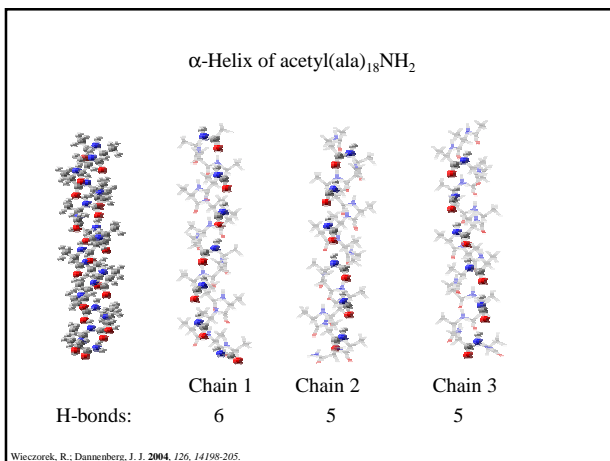 α-Helix of acetyl(ala)₁₈NH₂
Chain 1 Chain 2 Chain 3
H-bonds: 6 5 5
Wieczorek, R.; Dannenberg, J. J. 2004, 126, 14198-205.